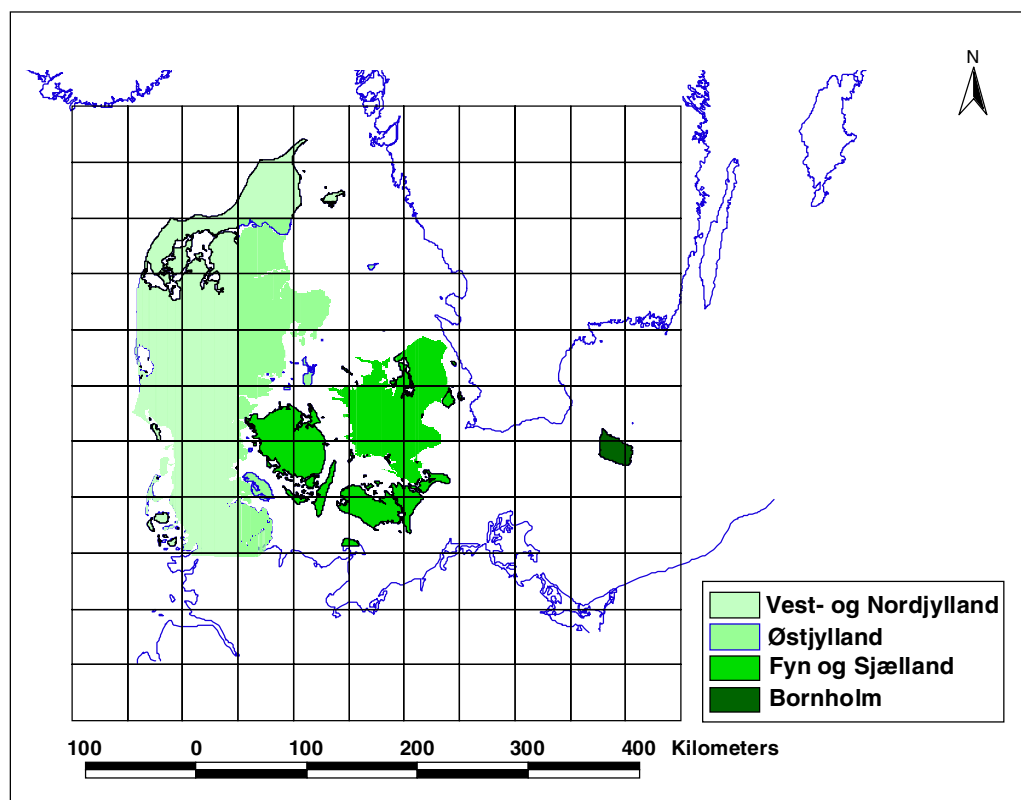 N
Vest- og Nordjylland
Østjylland
Fyn og Sjælland
Bornholm
100 0 100 200 300 400 Kilometers